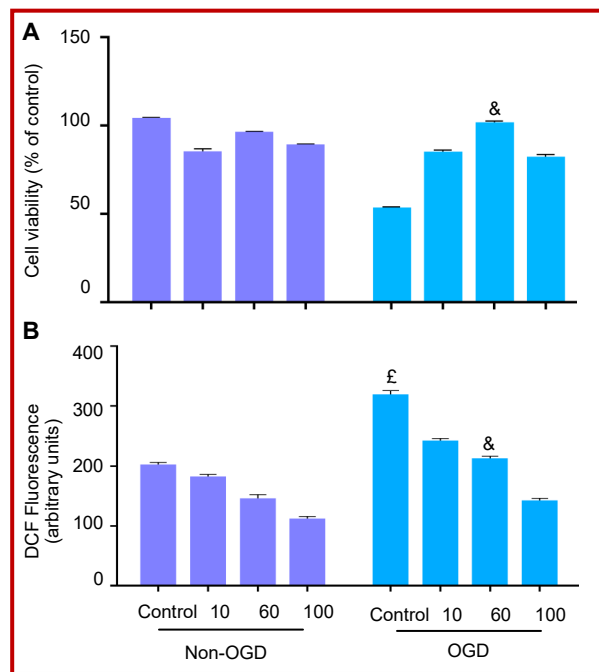 A
Cell viability (% of control)
150
100
50
0
&
B
DCF Fluorescence
(arbitrary units)
400
300
200
100
0
£
&
Control 10 60 100 Control 10 60 100
Non-OGD OGD